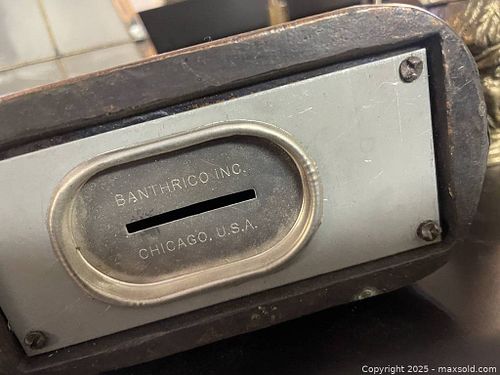 BANTHRICO INC.
CHICAGO, U.S.A.
Copyright 2025 - maxsold.com